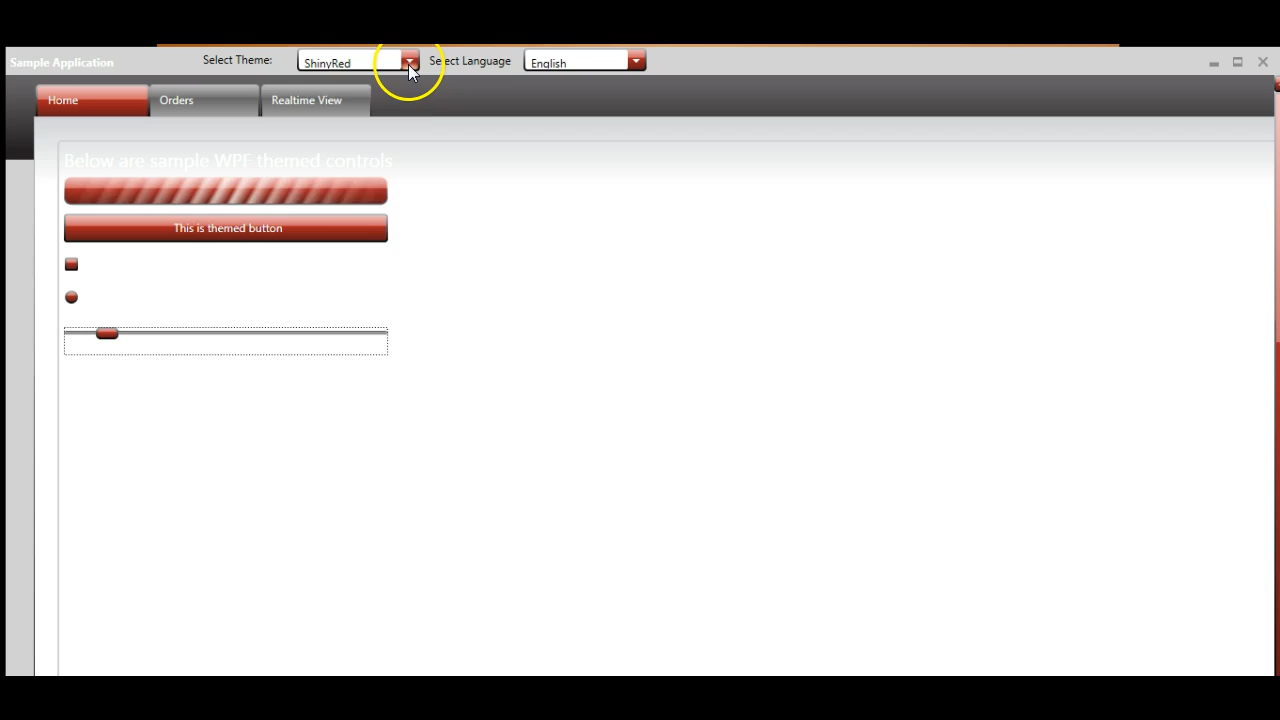 Sample Application
Select Theme:
ShinyRed
Select Language
English
Home
Orders
Realtime View
Below are sample WPF themed controls
This is themed button